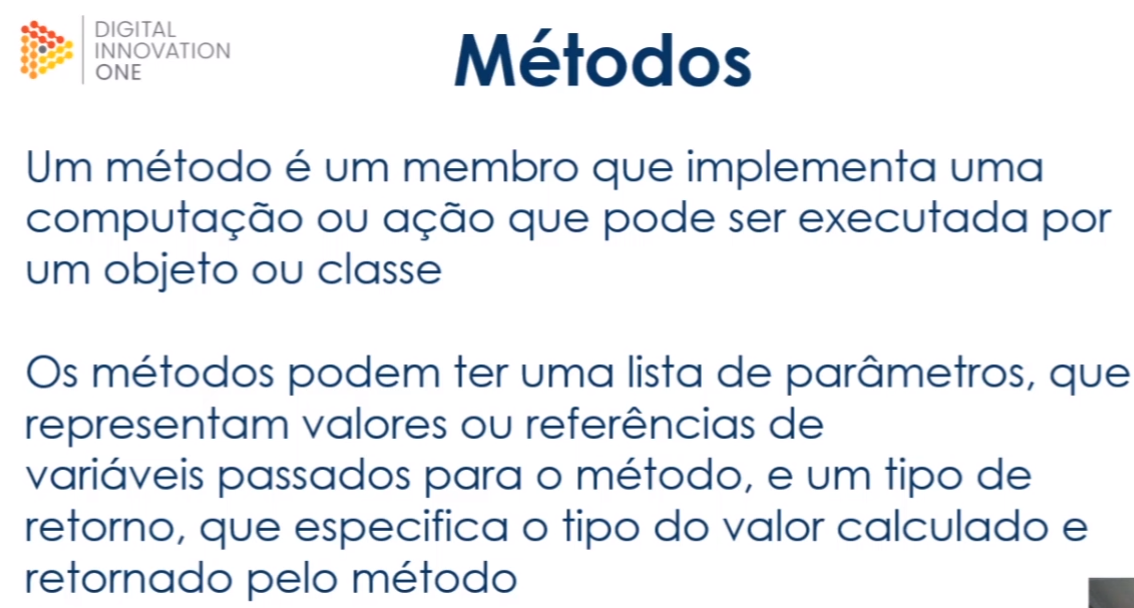 DIGITAL
INNOVATION
ONE
Métodos
Um método é um membro que implementa uma
computação ou ação que pode ser executada por
um objeto ou classe
Os métodos podem ter uma lista de parâmetros, que
representam valores ou referências de
variáveis passados para o método, e um tipo de
retorno, que especifica o tipo do valor calculado e
retornado pelo método